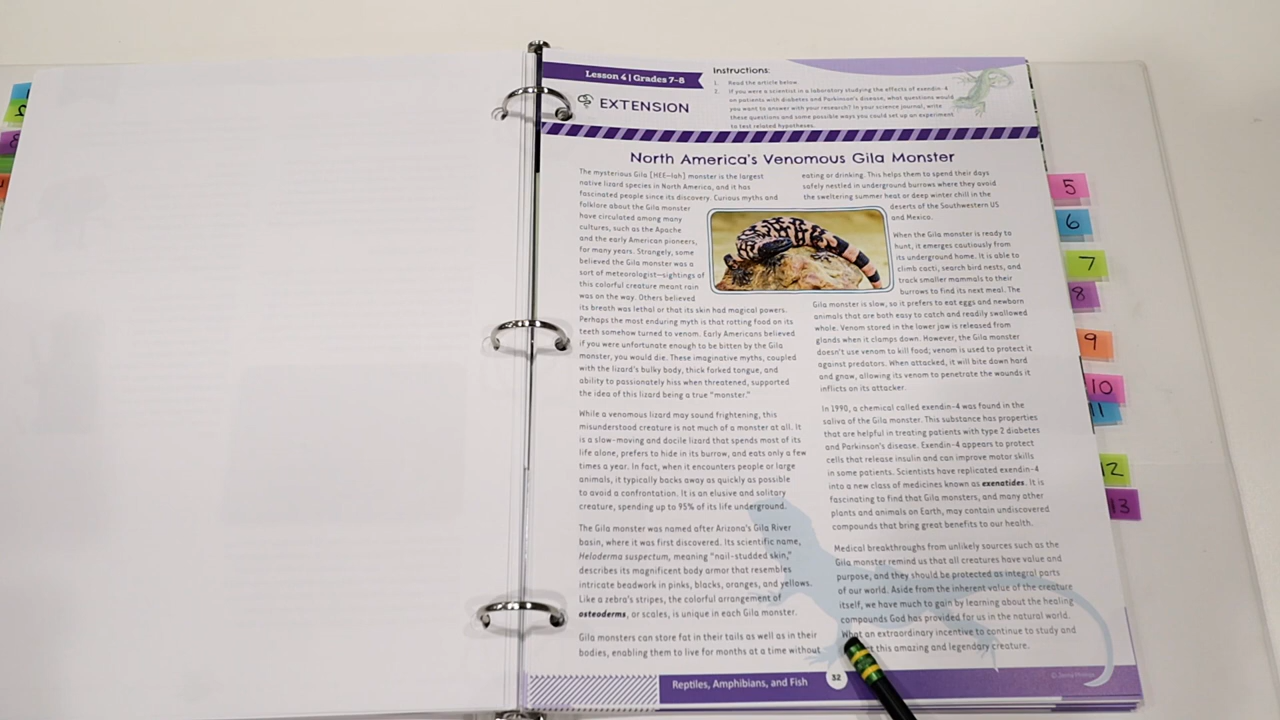 Lesson 4 | Grades 7-8
EXTENSION
Instructions:
1. Read the article below.
2. If you were a scientist in a laboratory studying the effects of exendin-4
on patients with diabetes and Parkinson's disease, what questions would
you want to answer with your research? In your science journal, write
these questions and some possible ways you could set up an experiment
to test related hypotheses.
North America's Venomous Gila Monster
The mysterious Gila [HEE-lah] monster is the largest
native lizard species in North America, and it has
fascinated people since its discovery. Curious myths and
folklore about the Gila monster
have circulated among many
cultures, such as the Apache
and the early American pioneers,
for many years. Strangely, some
believed the Gila monster was a
sort of meteorologist—sightings of
this colorful creature meant rain
was on the way. Others believed
its breath was lethal or that its skin had magical powers.
Perhaps the most enduring myth is that rotting food on its
teeth somehow turned to venom. Early Americans believed
if you were unfortunate enough to be bitten by the Gila
monster, you would die. These imaginative myths, coupled
with the lizard's bulky body, thick forked tongue, and
ability to passionately hiss when threatened, supported
the idea of this lizard being a true "monster."
While a venomous lizard may sound frightening, this
misunderstood creature is not much of a monster at all. It
is a slow-moving and docile lizard that spends most of its
life alone, prefers to hide in its burrow, and eats only a few
times a year. In fact, when it encounters people or large
animals, it typically backs away as quickly as possible
to avoid a confrontation. It is an elusive and solitary
creature, spending up to 95% of its life underground.
The Gila monster was named after Arizona's Gila River
basin, where it was first discovered. Its scientific name,
Heloderma suspectum, meaning "nail-studded skin,"
describes its magnificent body armor that resembles
intricate beadwork in pinks, blacks, oranges, and yellows.
Like a zebra's stripes, the colorful arrangement of
osteoderms, or scales, is unique in each Gila monster.
Gila monsters can store fat in their tails as well as in their
bodies, enabling them to live for months at a time without
eating or drinking. This helps them to spend their days
safely nestled in underground burrows where they avoid
the sweltering summer heat or deep winter chill in the
deserts of the Southwestern US
and Mexico.
When the Gila monster is ready to
hunt, it emerges cautiously from
its underground home. It is able to
climb cacti, search bird nests, and
track smaller mammals to their
burrows to find its next meal. The
Gila monster is slow, so it prefers to eat eggs and newborn
animals that are both easy to catch and readily swallowed
whole. Venom stored in the lower jaw is released from
glands when it clamps down. However, the Gila monster
doesn't use venom to kill food; venom is used to protect it
against predators. When attacked, it will bite down hard
and gnaw, allowing its venom to penetrate the wounds it
inflicts on its attacker.
In 1990, a chemical called exendin-4 was found in the
saliva of the Gila monster. This substance has properties
that are helpful in treating patients with type 2 diabetes
and Parkinson's disease. Exendin-4 appears to protect
cells that release insulin and can improve motor skills
in some patients. Scientists have replicated exendin-4
into a new class of medicines known as exenatides. It is
fascinating to find that Gila monsters, and many other
plants and animals on Earth, may contain undiscovered
compounds that bring great benefits to our health.
Medical breakthroughs from unlikely sources such as the
Gila monster remind us that all creatures have value and
purpose, and they should be protected as integral parts
of our world. Aside from the inherent value of the creature
itself, we have much to gain by learning about the healing
compounds God has provided for us in the natural world.
What an extraordinary incentive to continue to study and
this amazing and legendary creature.
Reptiles, Amphibians, and Fish
32
5
6
7
8
9
10
11
12
13